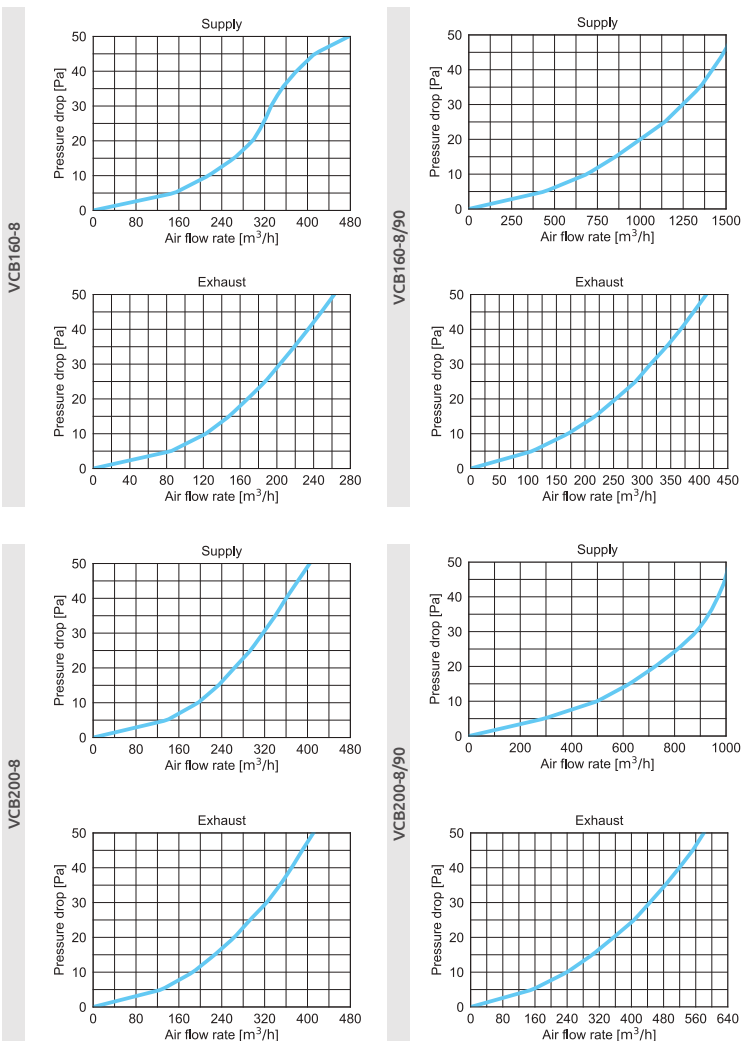 VCB160-8
Supply
Pressure drop [Pa]
50
40
30
20
10
0
0 80 160 240 320 400 480
Air flow rate [m³/h]
Exhaust
Pressure drop [Pa]
50
40
30
20
10
0
0 40 80 120 160 200 240 280
Air flow rate [m³/h]
VCB160-8/90
Supply
Pressure drop [Pa]
50
40
30
20
10
0
0 250 500 750 1000 1250 1500
Air flow rate [m³/h]
Exhaust
Pressure drop [Pa]
50
40
30
20
10
0
0 50 100 150 200 250 300 350 400 450
Air flow rate [m³/h]
VCB200-8
Supply
Pressure drop [Pa]
50
40
30
20
10
0
0 80 160 240 320 400 480
Air flow rate [m³/h]
Exhaust
Pressure drop [Pa]
50
40
30
20
10
0
0 80 160 240 320 400 480
Air flow rate [m³/h]
VCB200-8/90
Supply
Pressure drop [Pa]
50
40
30
20
10
0
0 200 400 600 800 1000
Air flow rate [m³/h]
Exhaust
Pressure drop [Pa]
50
40
30
20
10
0
0 80 160 240 320 400 480 560 640
Air flow rate [m³/h]